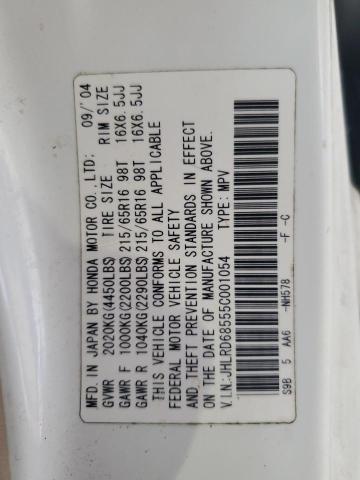 MFD. IN JAPAN BY HONDA MOTOR CO.,LTD; 09/'04
GVWR 2020KG(4450LBS) TIRE SIZE RIM SIZE
GAWR F 1000KG(2200LBS) 215/65R16 98T 16X6.5JJ
GAWR R 1040KG(2290LBS) 215/65R16 98T 16X6.5JJ
THIS VEHICLE CONFORMS TO ALL APPLICABLE
FEDERAL MOTOR VEHICLE SAFETY
AND THEFT PREVENTION STANDARDS IN EFFECT
ON THE DATE OF MANUFACTURE SHOWN ABOVE.
V.I.N.:JHLRD68555C001054 TYPE: MPV
S9B 5 AA6 -NH578 -F -C